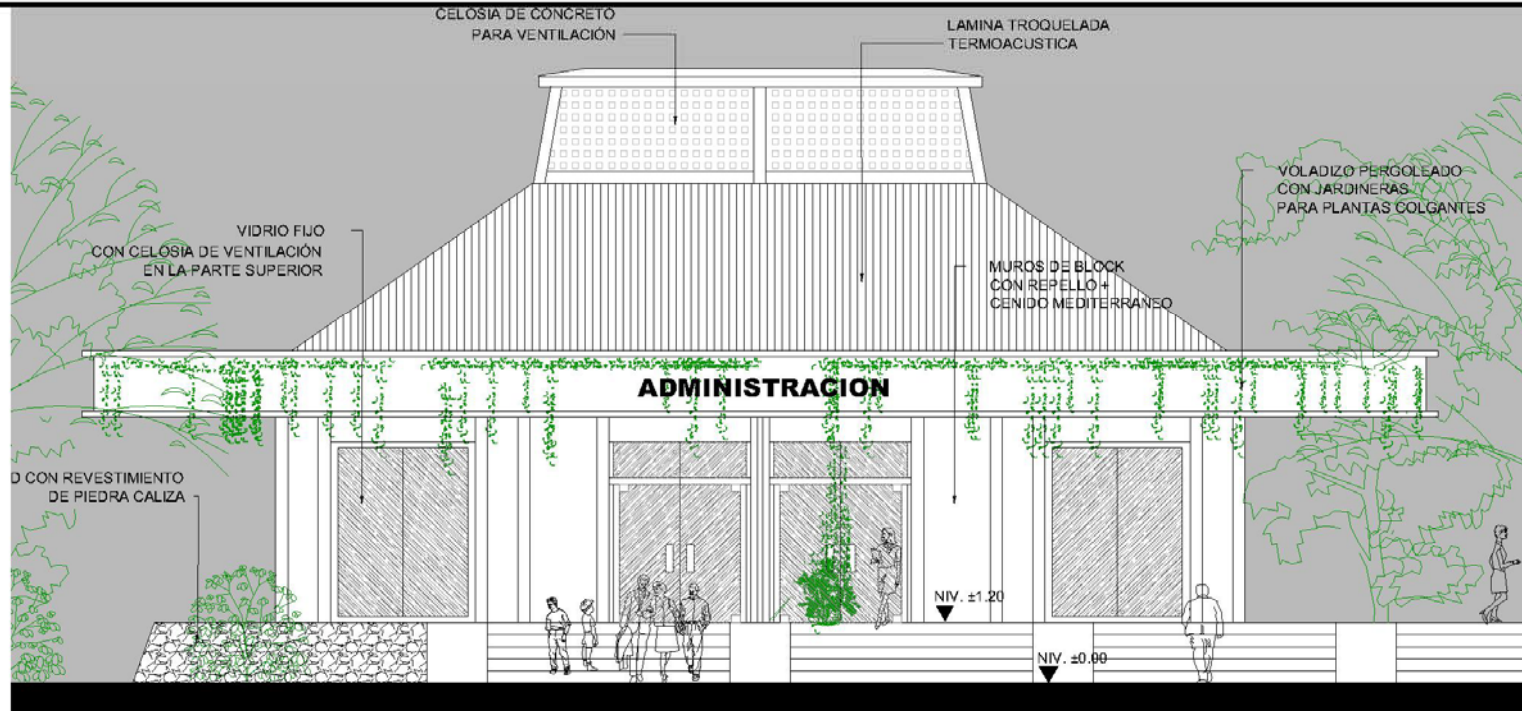 CELOSIA DE CONCRETO
PARA VENTILACIÓN
LAMINA TROQUELADA
TERMOACUSTICA
VOLADIZO PERGOLEADO
CON JARDINERAS
PARA PLANTAS COLGANTES
VIDRIO FIJO
CON CELOSIA DE VENTILACIÓN
EN LA PARTE SUPERIOR
MUROS DE BLOCK
CON REPELLO +
CENIDO MEDITERRANEO
ADMINISTRACION
CON REVESTIMIENTO
DE PIEDRA CALIZA
NIV. ±1.20
NIV. ±0.00